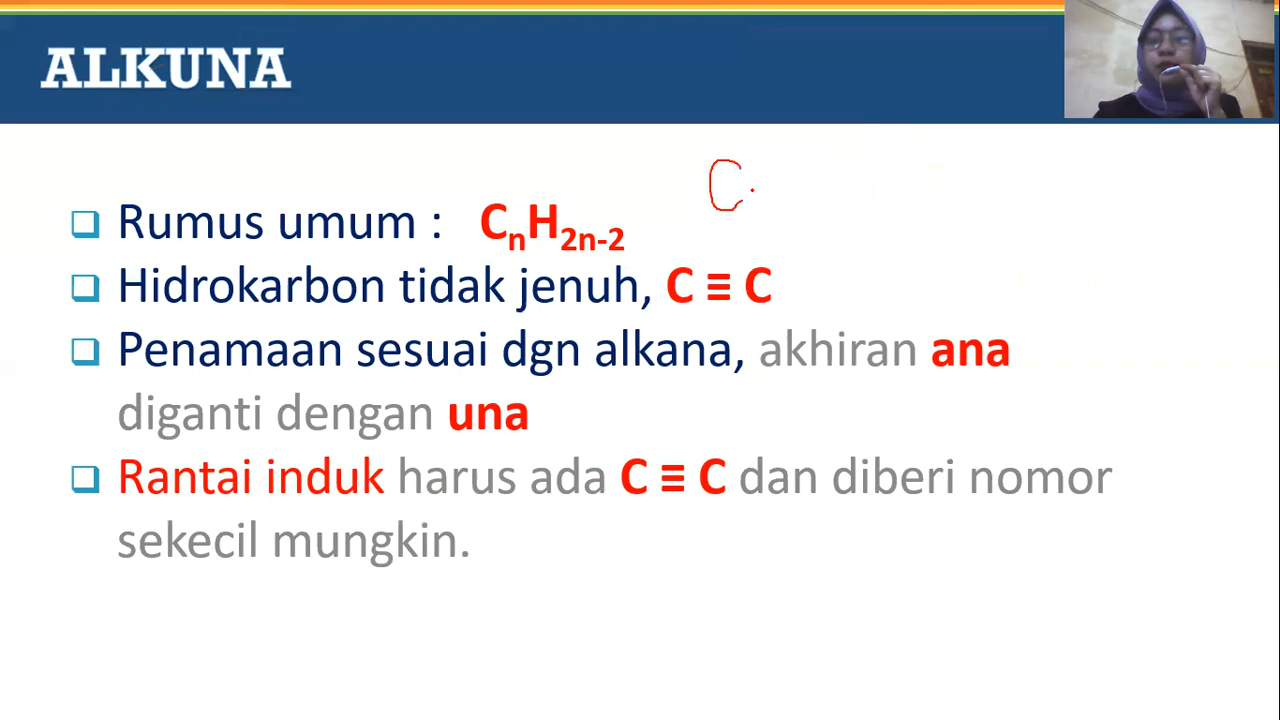 ALKUNA
C.
❑ Rumus umum : CnH2n-2
❑ Hidrokarbon tidak jenuh, C ≡ C
❑ Penamaan sesuai dgn alkana, akhiran ana
diganti dengan una
❑ Rantai induk harus ada C ≡ C dan diberi nomor
sekecil mungkin.